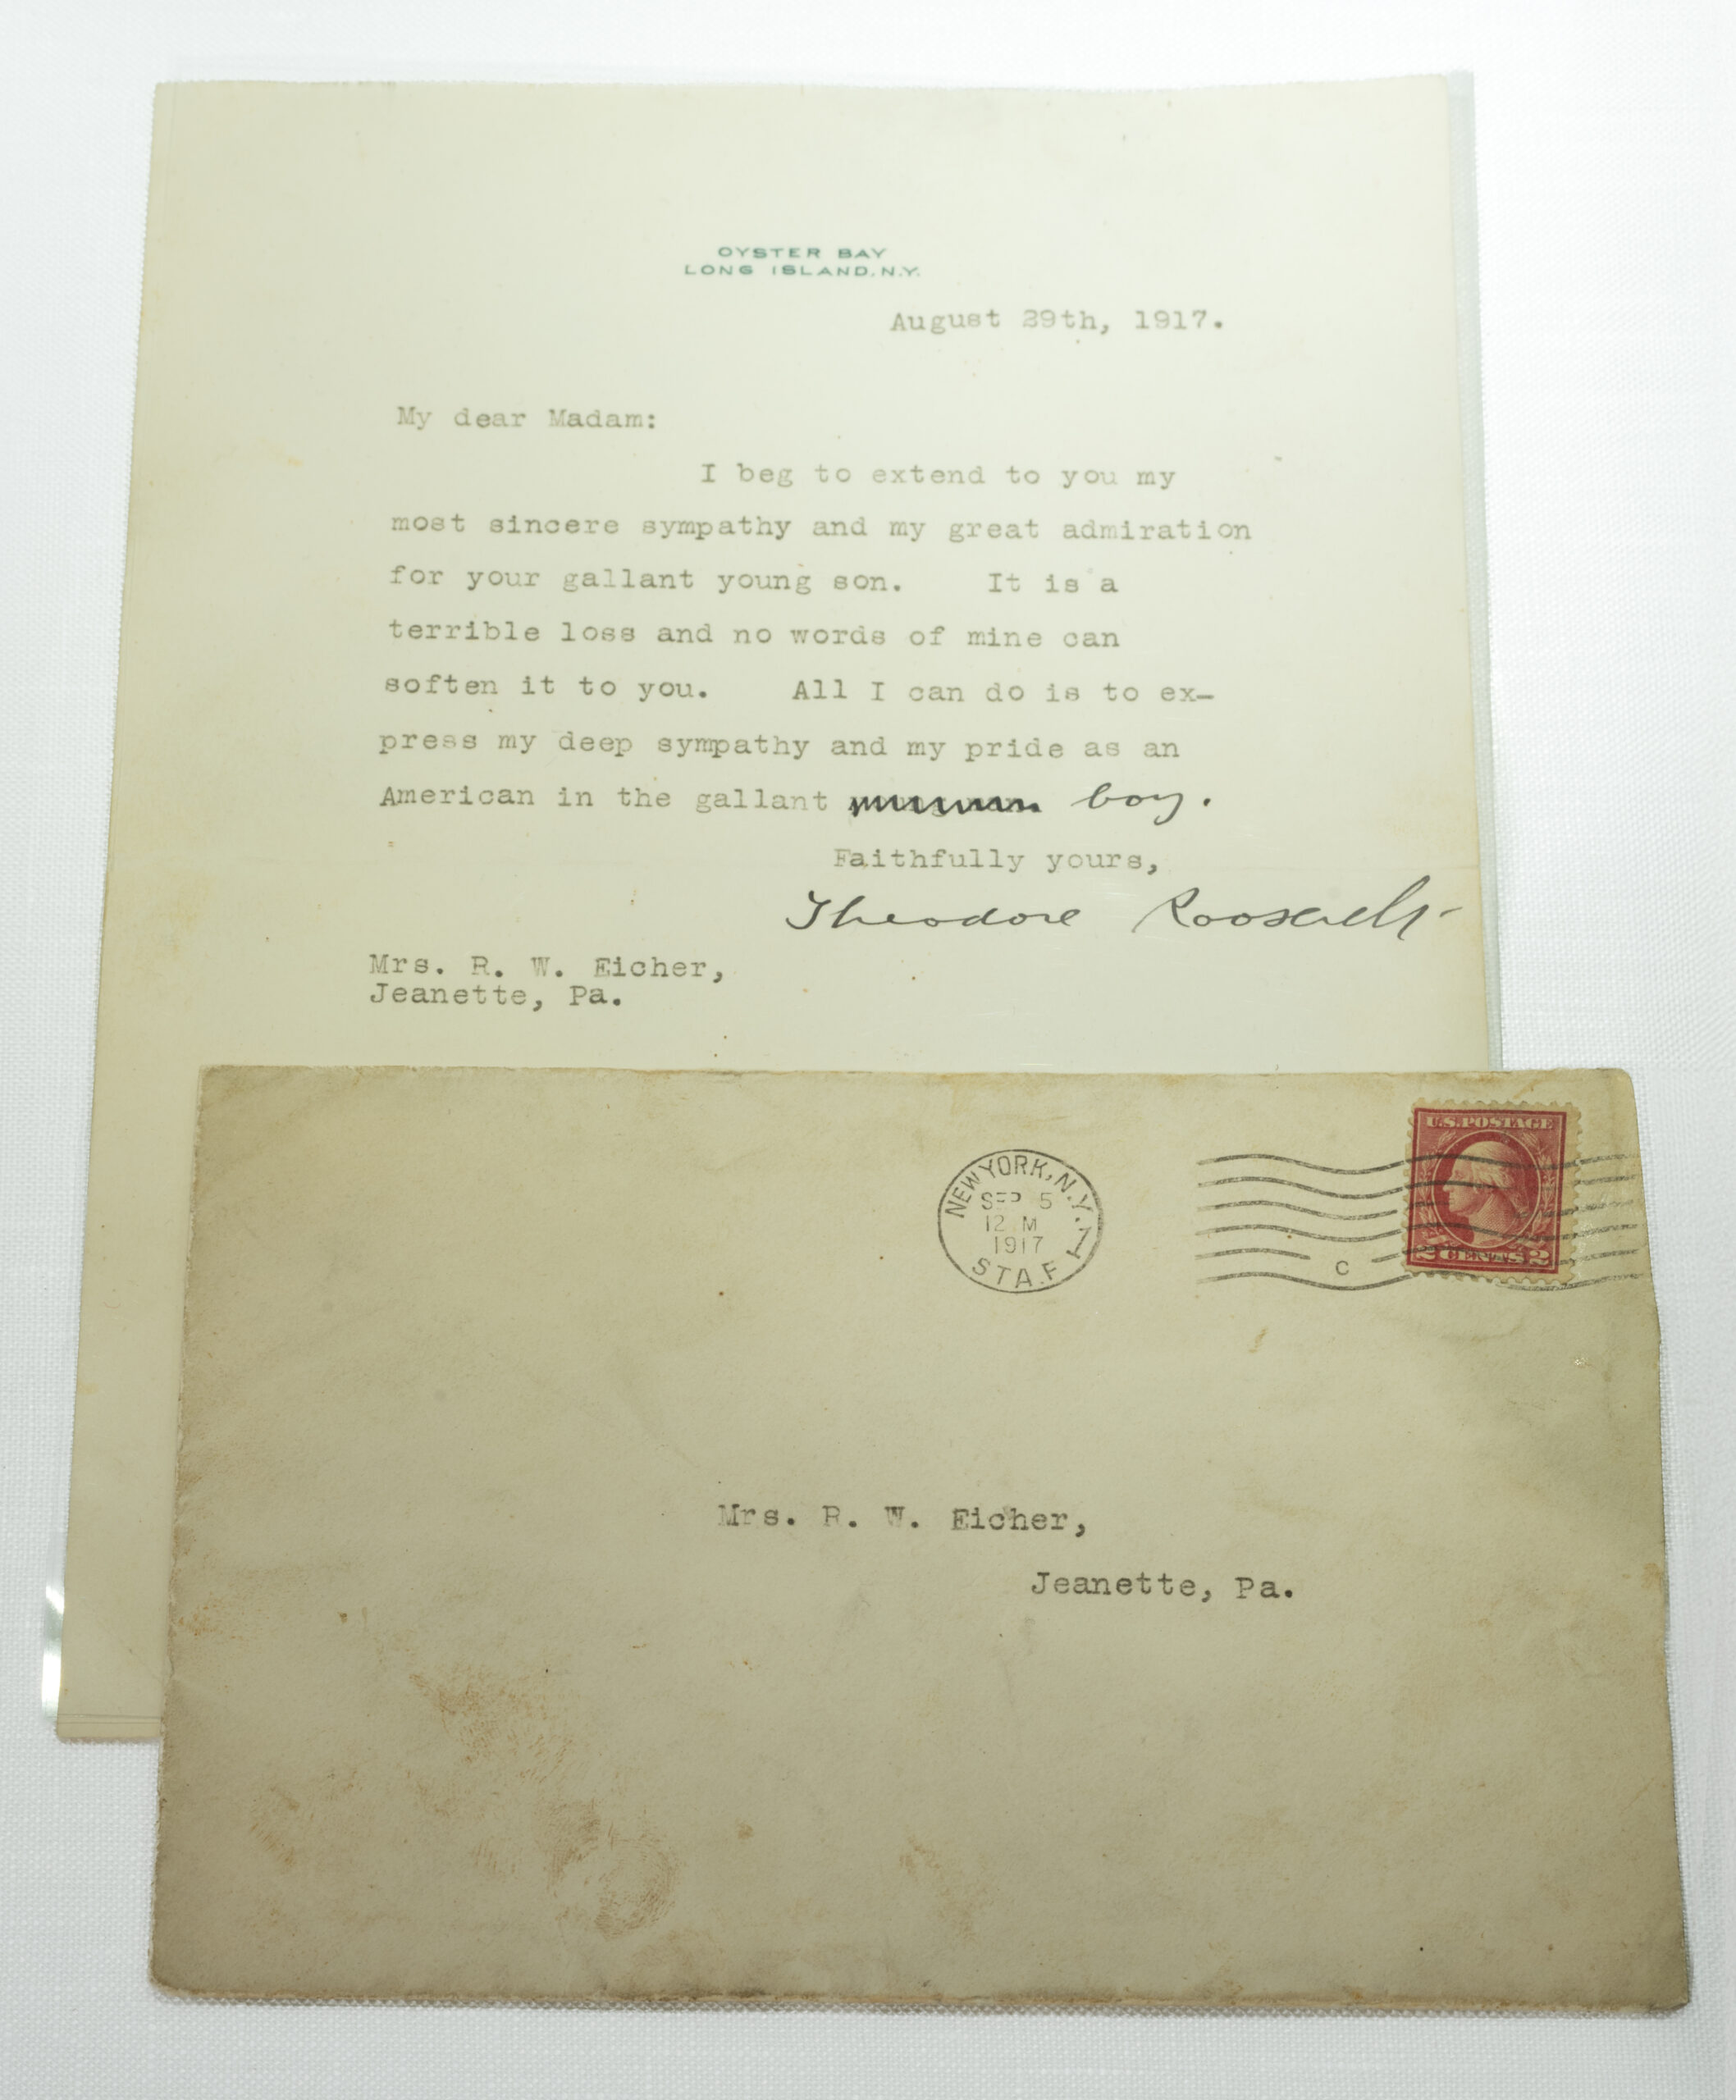 OYSTER BAY
LONG ISLAND, N.Y.
August 29th, 1917.
My dear Madam:
I beg to extend to you my
most sincere sympathy and my great admiration
for your gallant young son. It is a
terrible loss and no words of mine can
soften it to you. All I can do is to ex-
press my deep sympathy and my pride as an
American in the gallant boy.
Faithfully yours,
Theodore Roosevelt
Mrs. R. W. Eicher,
Jeanette, Pa.
NEW YORK, N.Y. 1
SEP 5
12 M
1917
STA. F
C
U.S. POSTAGE
2 CENTS 2
Mrs. R. W. Eicher,
Jeanette, Pa.